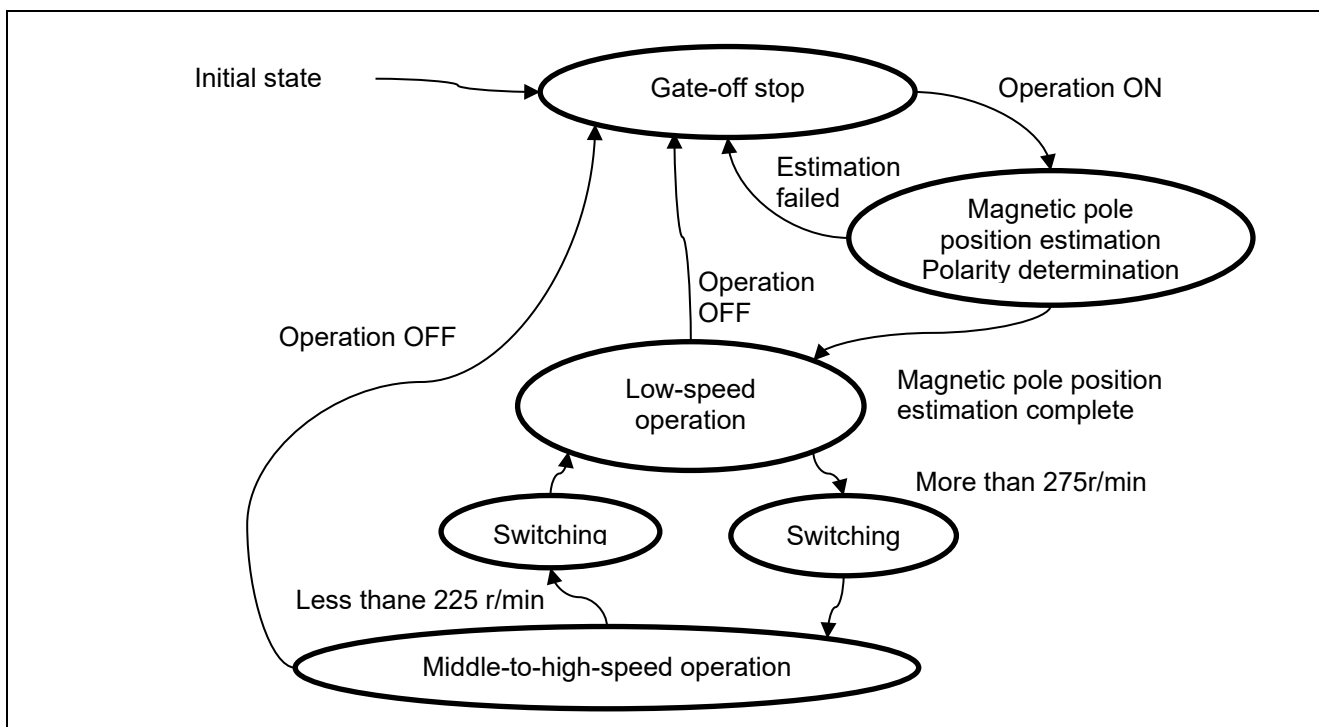 Initial state
Gate-off stop
Operation ON
Estimation
failed
Magnetic pole
position estimation
Polarity determination
Operation
OFF
Operation OFF
Low-speed
operation
Magnetic pole position
estimation complete
More than 275r/min
Switching
Switching
Less thane 225 r/min
Middle-to-high-speed operation